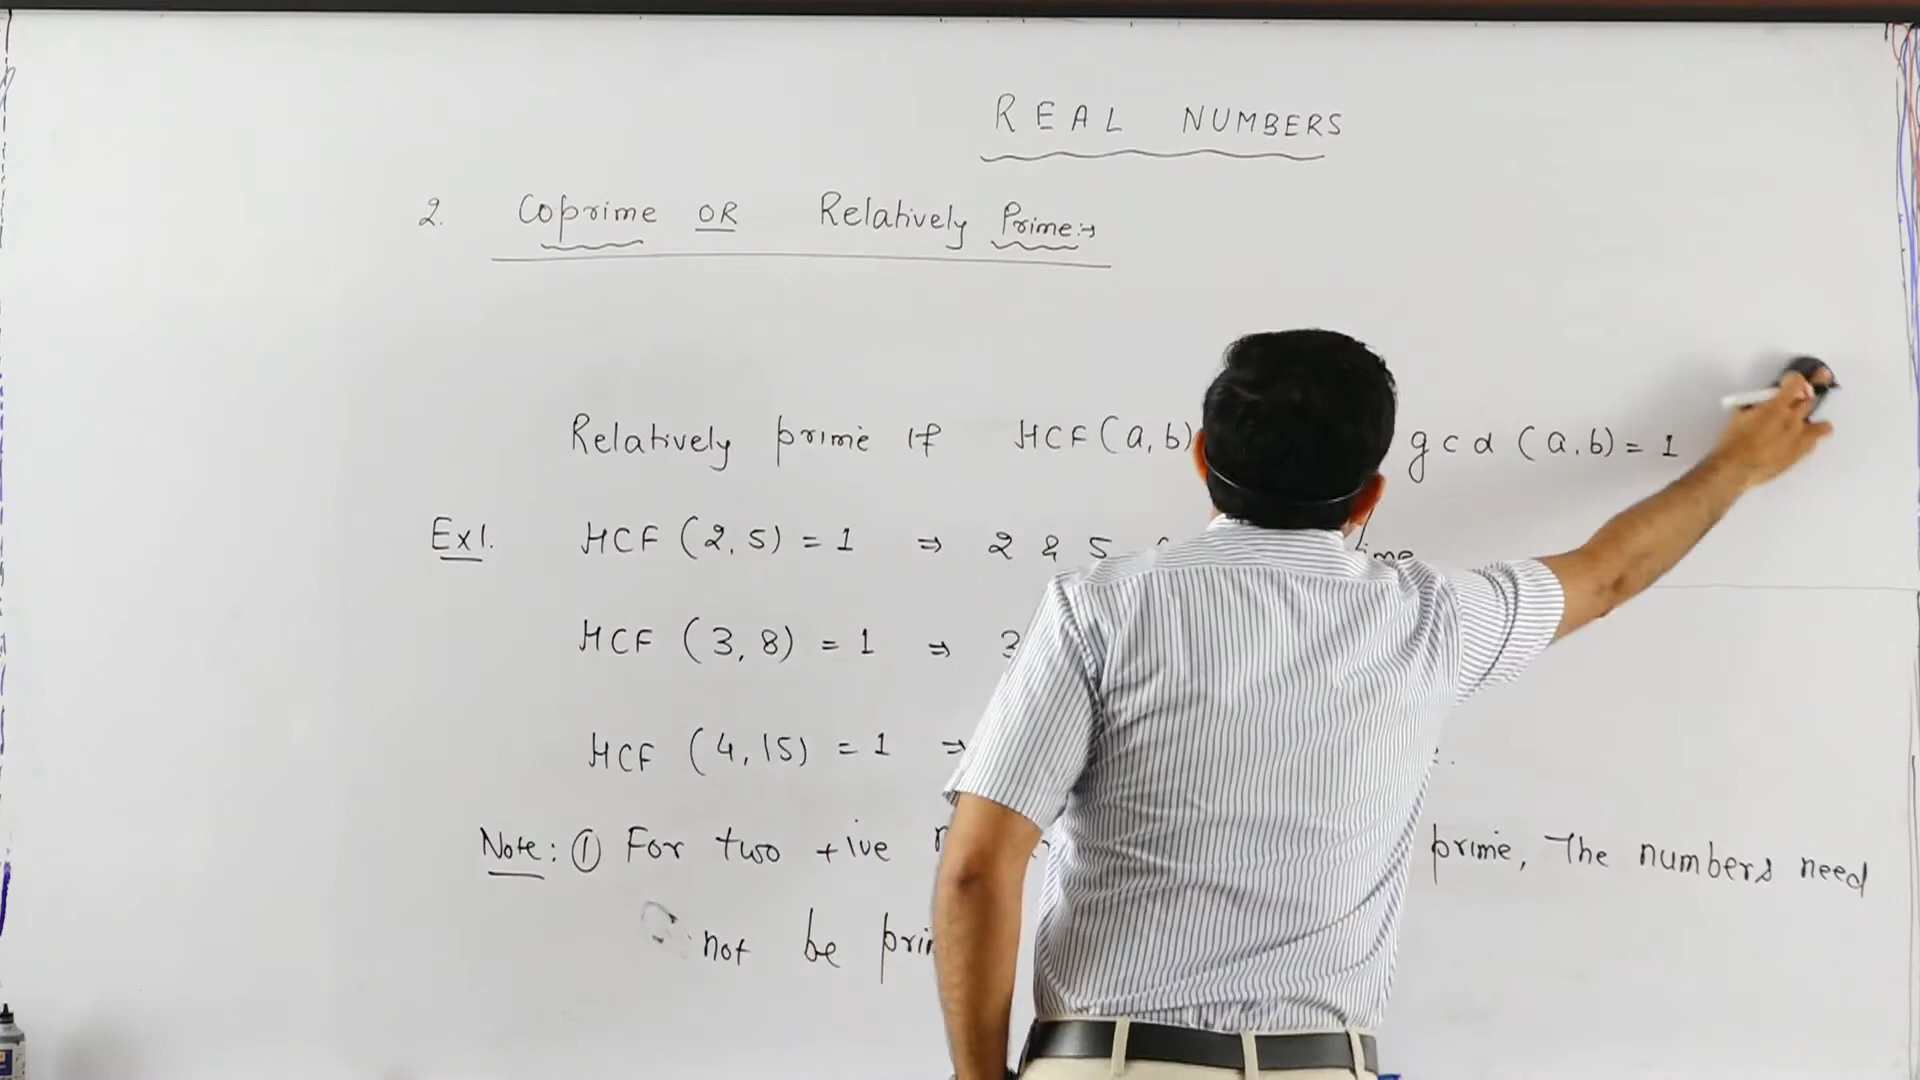 REAL NUMBERS
2. Coprime OR Relatively Prime:→
Relatively prime if HCF (a, b) gcd (a, b) = 1
Ex1. HCF (2, 5) = 1 ⇒ 2 & 5
HCF (3, 8) = 1 ⇒ 3
HCF (4, 15) = 1 ⇒
Note: ① For two +ive prime, The numbers need
not be